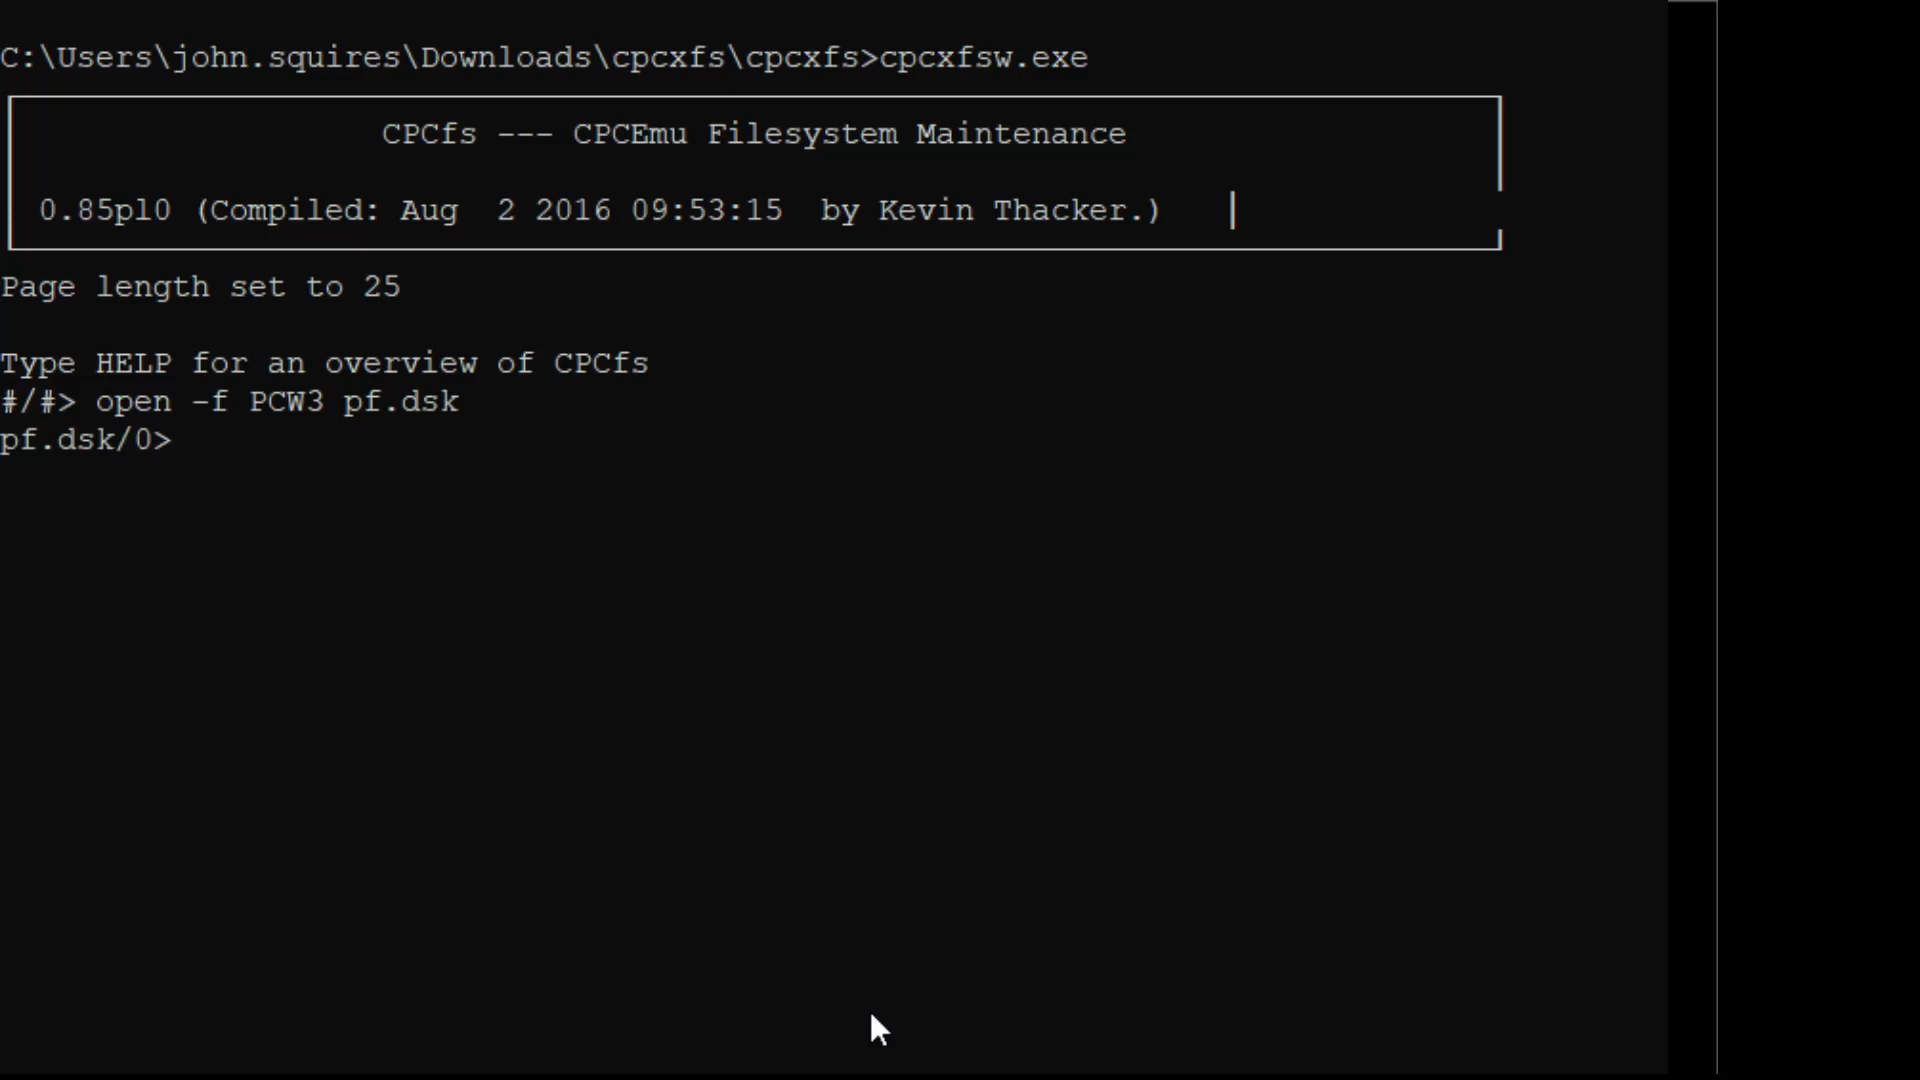 C:\Users\john.squires\Downloads\cpcxfs\cpcxfs>cpcxfsw.exe
CPCfs --- CPCEmu Filesystem Maintenance
0.85pl0 (Compiled: Aug  2 2016 09:53:15  by Kevin Thacker.)
Page length set to 25
Type HELP for an overview of CPCfs
#/#> open -f PCW3 pf.dsk
pf.dsk/0>